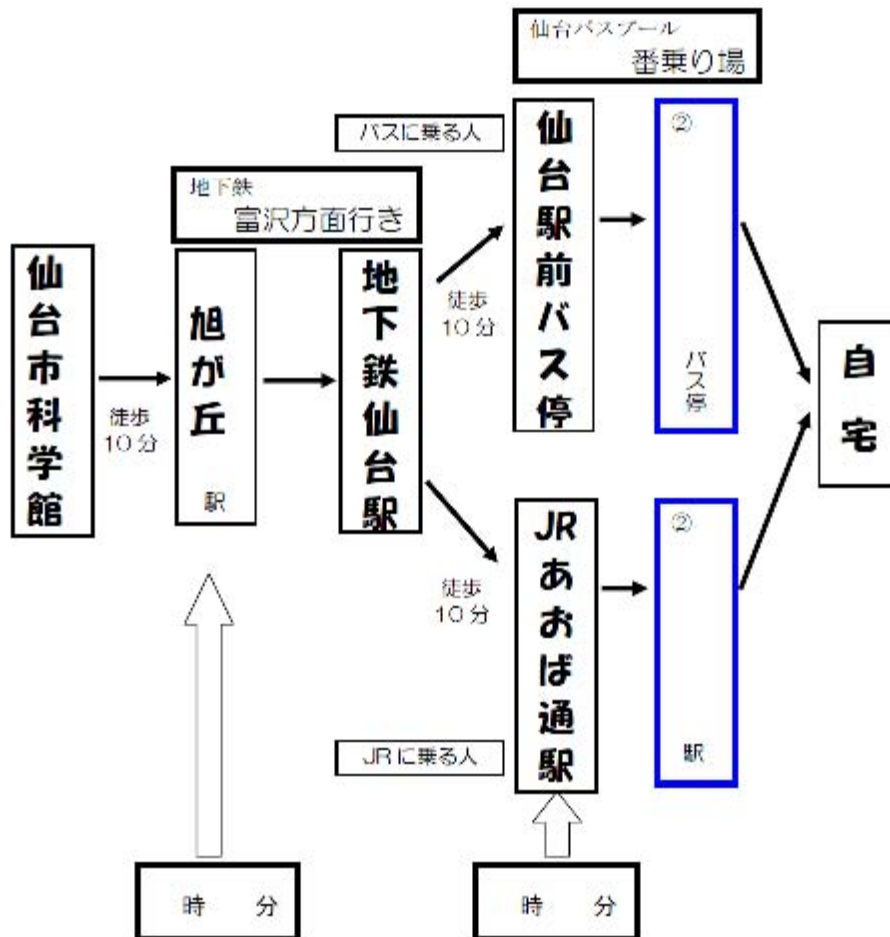 仙台バスプール
番乗り場
バスに乗る人
仙台駅前バス停
②
バス停
地下鉄
富沢方面行き
仙台市科学館
徒歩
10分
旭が丘
駅
地下鉄仙台駅
徒歩
10分
自宅
徒歩
10分
JRあおば通駅
②
駅
JRに乗る人
時 分
時 分